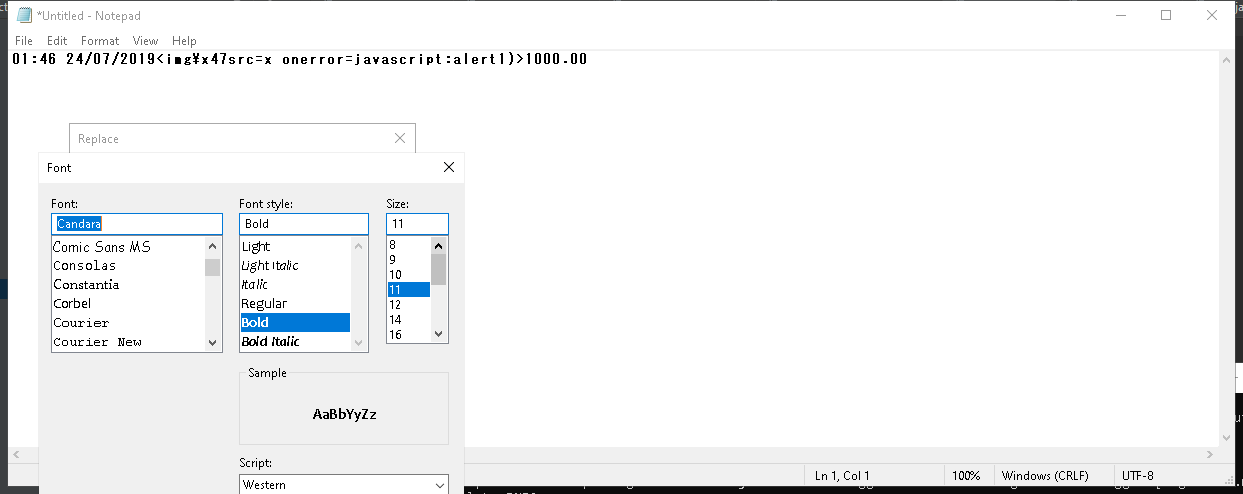 *Untitled - Notepad
File Edit Format View Help
01:46 24/07/2019<img¥x47src=x onerror=javascript:alert1)>1000.00
Replace
Font
Font: Font style: Size:
Candara Bold 11
Comic Sans MS Light 8
Consolas Light Italic 9
Constantia Italic 10
Corbel Regular 11
Courier Bold 12
Courier New Bold Italic 14
16
Sample
AaBbYyZz
Script:
Western
Ln 1, Col 1 100% Windows (CRLF) UTF-8